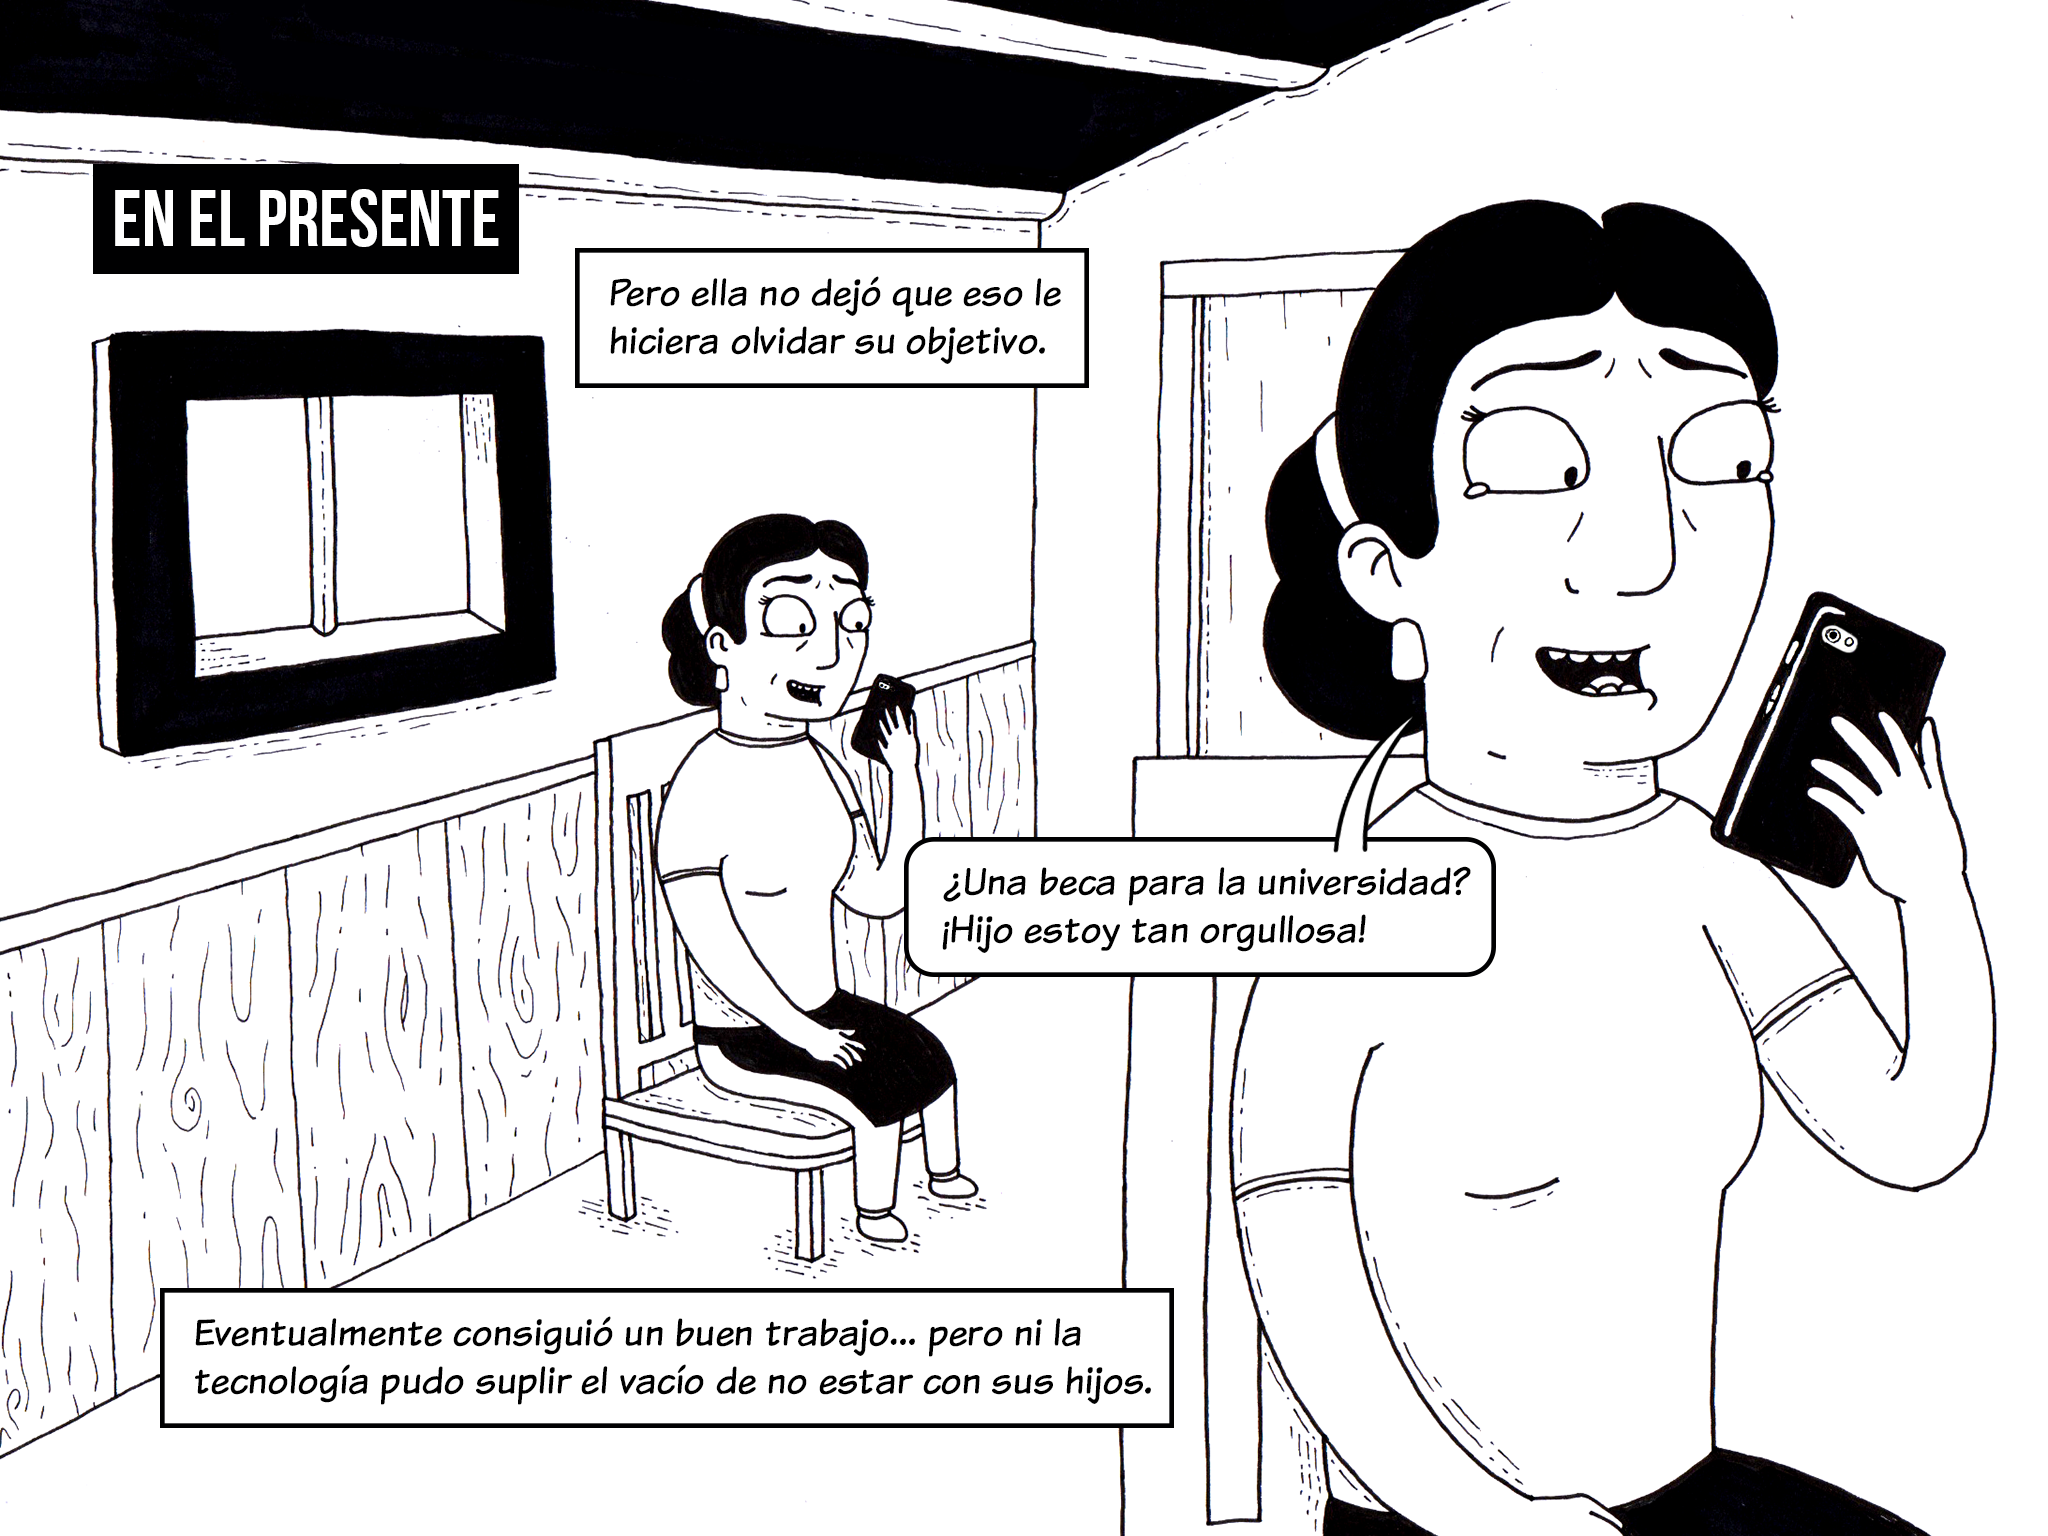 EN EL PRESENTE
Pero ella no dejó que eso le
hiciera olvidar su objetivo.
¿Una beca para la universidad?
¡Hijo estoy tan orgullosa!
Eventualmente consiguió un buen trabajo... pero ni la
tecnología pudo suplir el vacío de no estar con sus hijos.